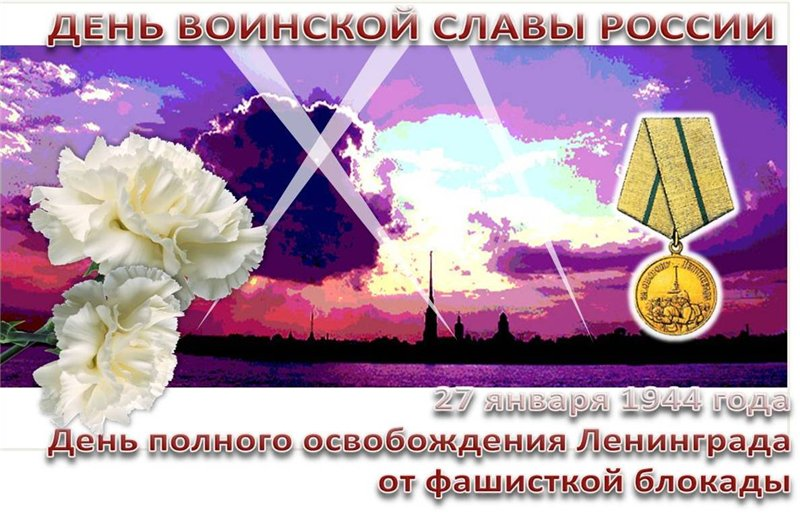 ДЕНЬ ВОИНСКОЙ СЛАВЫ РОССИИ
27 января 1944 года
День полного освобождения Ленинграда
от фашисткой блокады